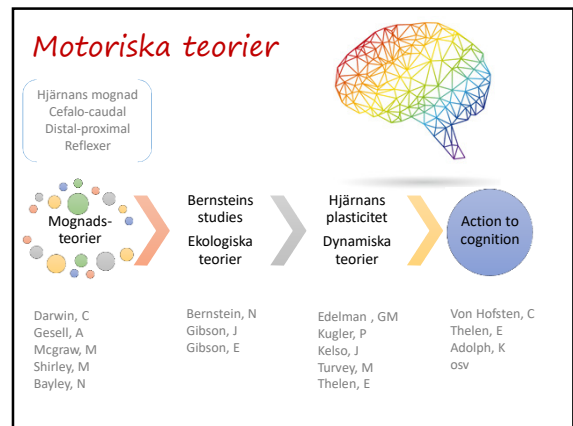 Motoriska teorier
Hjärnans mognad
Cefalo-caudal
Distal-proximal
Reflexer
Mognads-
teorier
Bernsteins
studies
Ekologiska
teorier
Hjärnans
plasticitet
Dynamiska
teorier
Action to
cognition
Darwin, C
Gesell, A
Mcgraw, M
Shirley, M
Bayley, N
Bernstein, N
Gibson, J
Gibson, E
Edelman , GM
Kugler, P
Kelso, J
Turvey, M
Thelen, E
Von Hofsten, C
Thelen, E
Adolph, K
osv